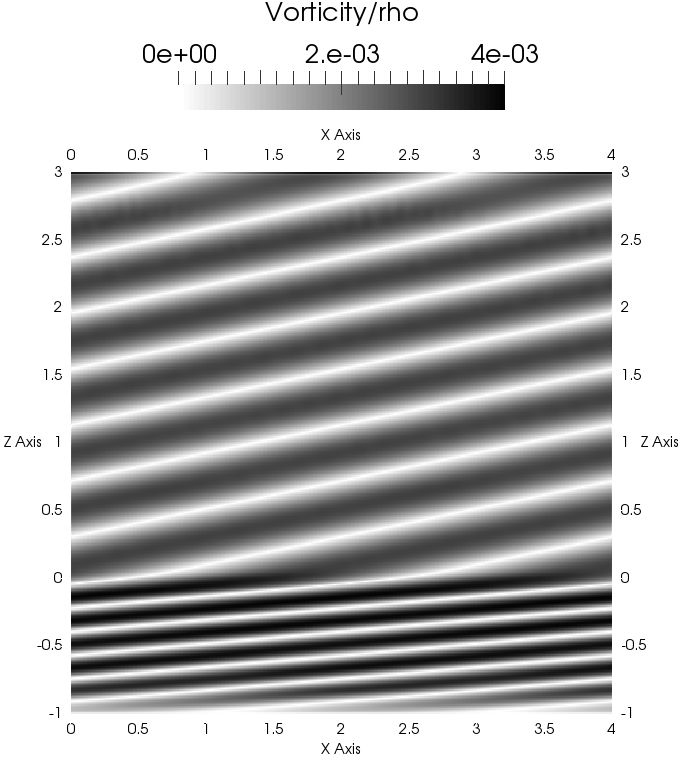 Vorticity/rho
0e+00 2.e-03 4e-03
X Axis
0 0.5 1 1.5 2 2.5 3 3.5 4
3 3
2.5 2.5
2 2
1.5 1.5
Z Axis 1 1 Z Axis
0.5 0.5
0 0
-0.5 -0.5
-1 -1
0 0.5 1 1.5 2 2.5 3 3.5 4
X Axis